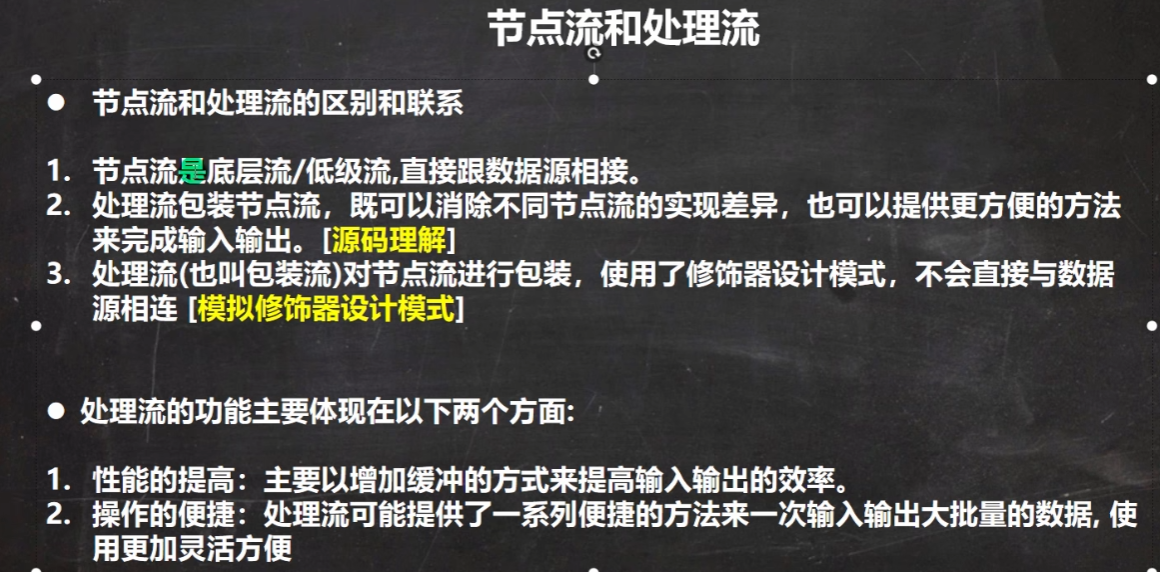 节点流和处理流
● 节点流和处理流的区别和联系
1. 节点流是底层流/低级流,直接跟数据源相接。
2. 处理流包装节点流，既可以消除不同节点流的实现差异，也可以提供更方便的方法
来完成输入输出。[源码理解]
3. 处理流(也叫包装流)对节点流进行包装，使用了修饰器设计模式，不会直接与数据
源相连 [模拟修饰器设计模式]
● 处理流的功能主要体现在以下两个方面:
1. 性能的提高：主要以增加缓冲的方式来提高输入输出的效率。
2. 操作的便捷：处理流可能提供了一系列便捷的方法来一次输入输出大批量的数据, 使
用更加灵活方便